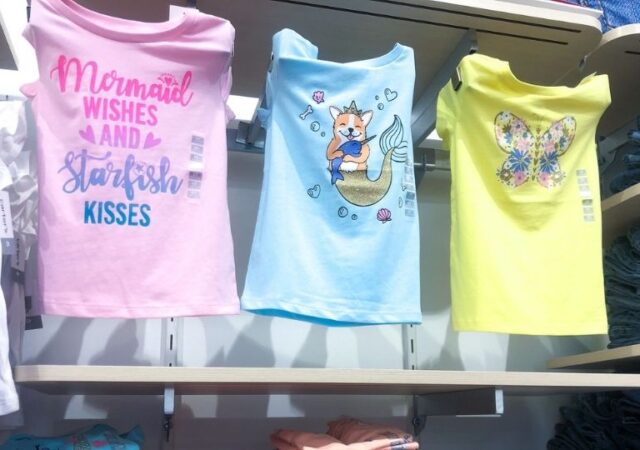 Mermaid
WISHES
AND
Starfish
KISSES